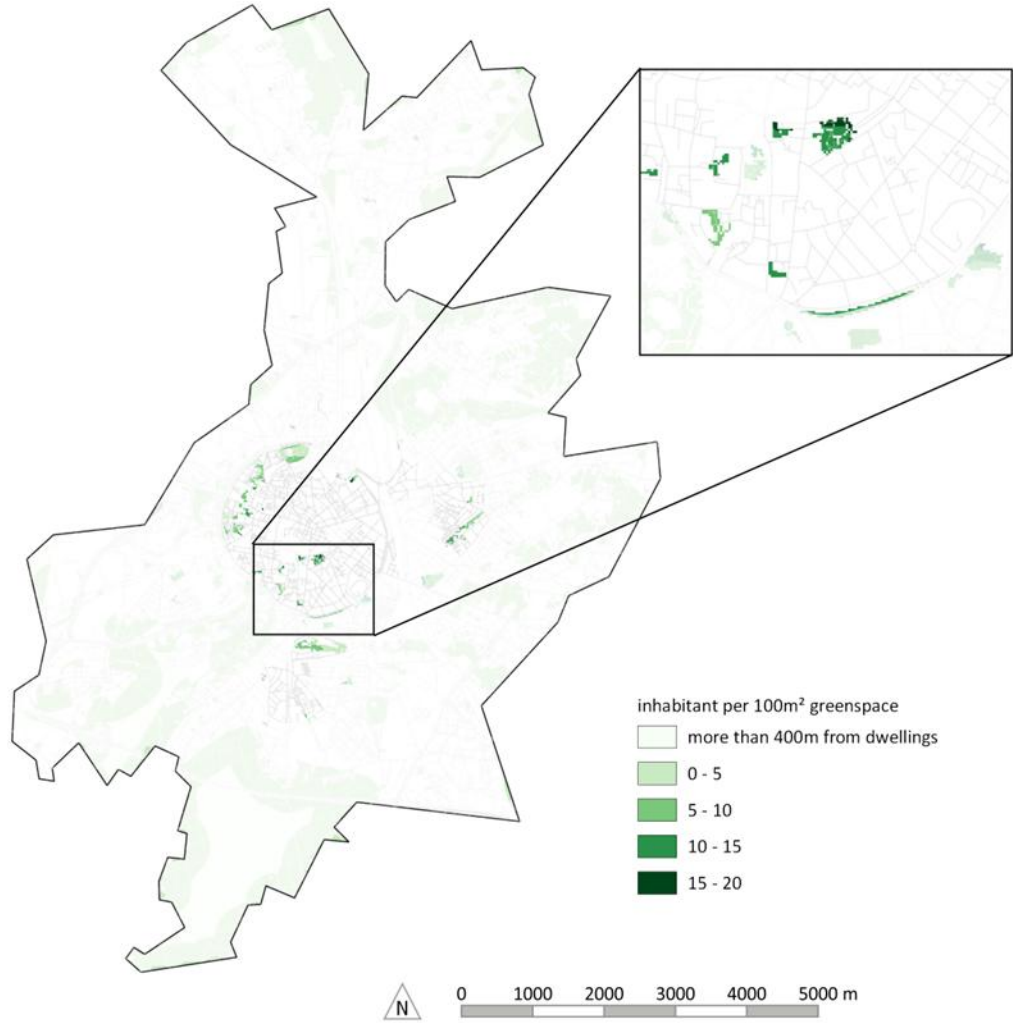 inhabitant per 100m² greenspace
more than 400m from dwellings
0 - 5
5 - 10
10 - 15
15 - 20
N
0 1000 2000 3000 4000 5000 m